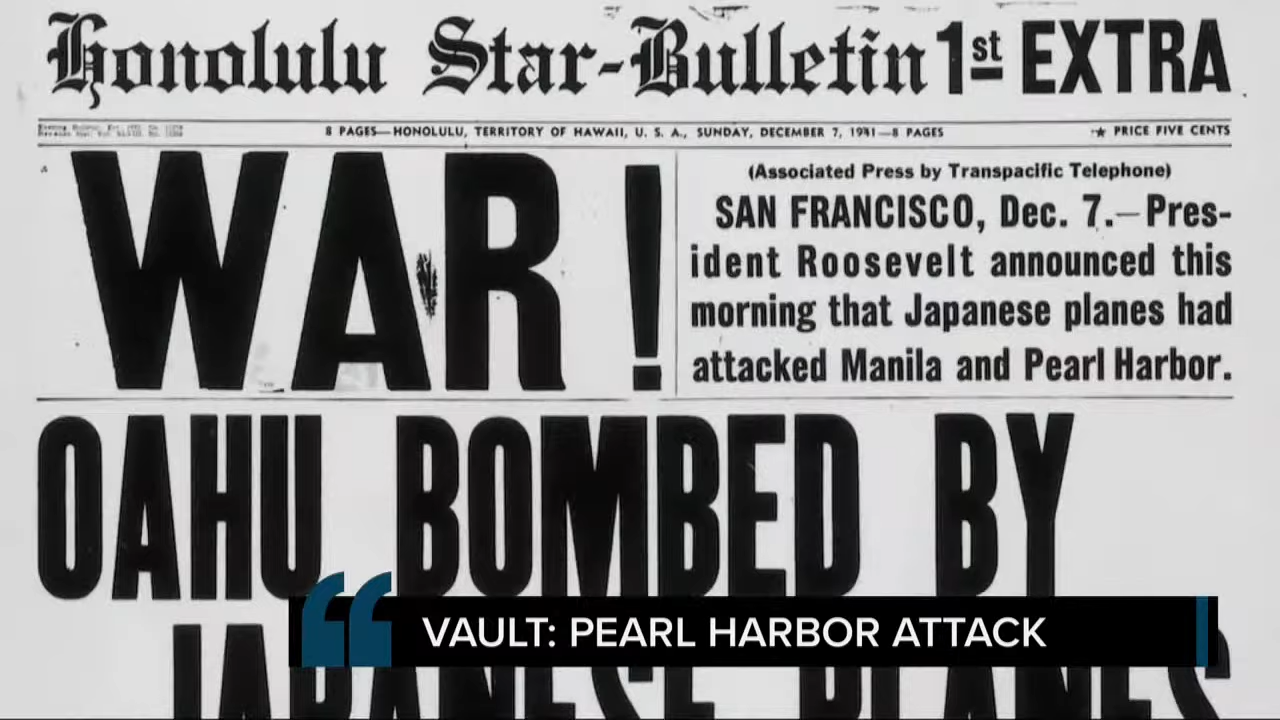 Honolulu Star-Bulletin 1st EXTRA
8 PAGES—HONOLULU, TERRITORY OF HAWAII, U. S. A., SUNDAY, DECEMBER 7, 1941—8 PAGES
★ PRICE FIVE CENTS
WAR!
(Associated Press by Transpacific Telephone)
SAN FRANCISCO, Dec. 7.—Pres-
ident Roosevelt announced this
morning that Japanese planes had
attacked Manila and Pearl Harbor.
OAHU BOMBED BY
JAPANESE PLANES
VAULT: PEARL HARBOR ATTACK